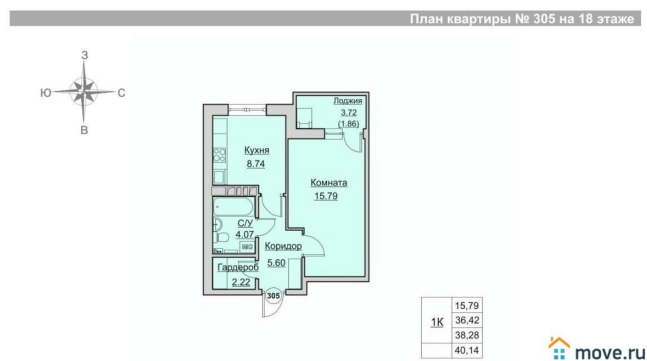 План квартиры № 305 на 18 этаже
З
Ю
С
В
Лоджия
3.72
(1.86)
Кухня
8.74
Комната
15.79
С/У
4.07
Коридор
5.60
Гардероб
2.22
305
1К
15,79
36,42
38,28
40,14
move.ru